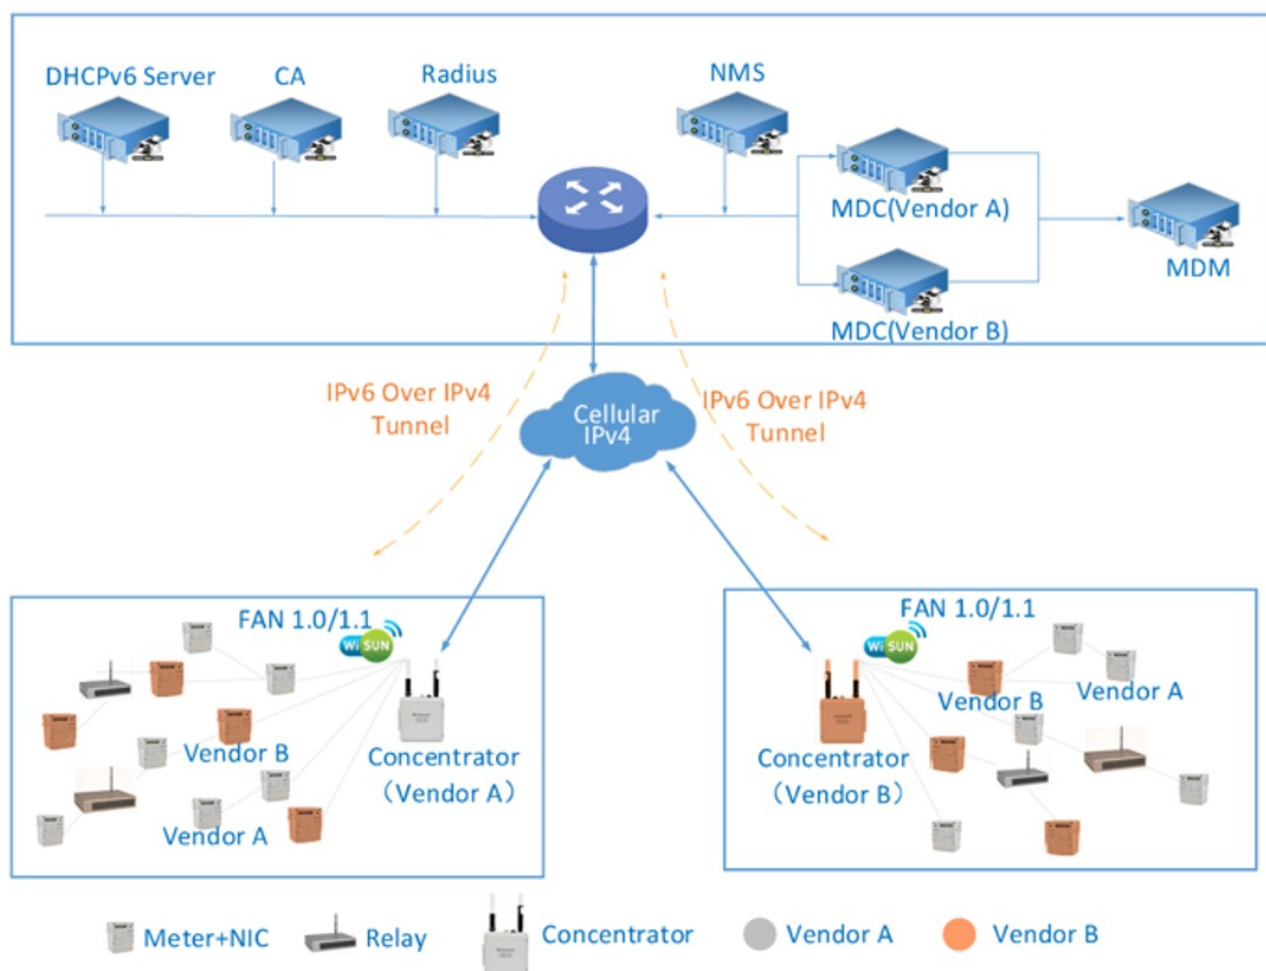 DHCPv6 Server
CA
Radius
NMS
MDC(Vendor A)
MDC(Vendor B)
MDM
IPv6 Over IPv4
Tunnel
Cellular
IPv4
IPv6 Over IPv4
Tunnel
FAN 1.0/1.1
Wi SUN
Vendor B
Vendor A
Concentrator
（Vendor A）
FAN 1.0/1.1
Wi SUN
Vendor B
Vendor A
Concentrator
（Vendor B）
Meter+NIC
Relay
Concentrator
Vendor A
Vendor B